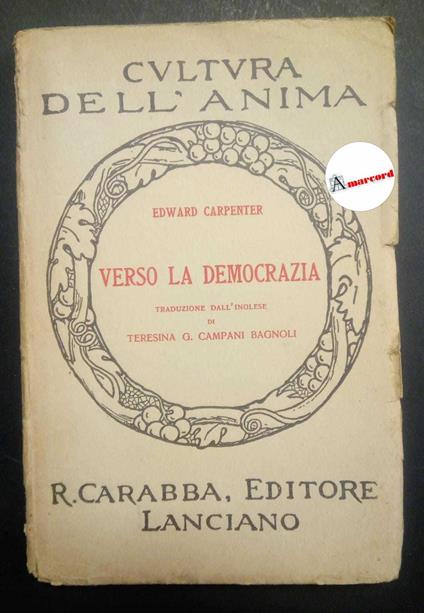 CVLTVRA
DELL' ANIMA
Amarcord
EDWARD CARPENTER
VERSO LA DEMOCRAZIA
TRADUZIONE DALL'INGLESE
DI
TERESINA G. CAMPANI BAGNOLI
R. CARABBA, EDITORE
LANCIANO